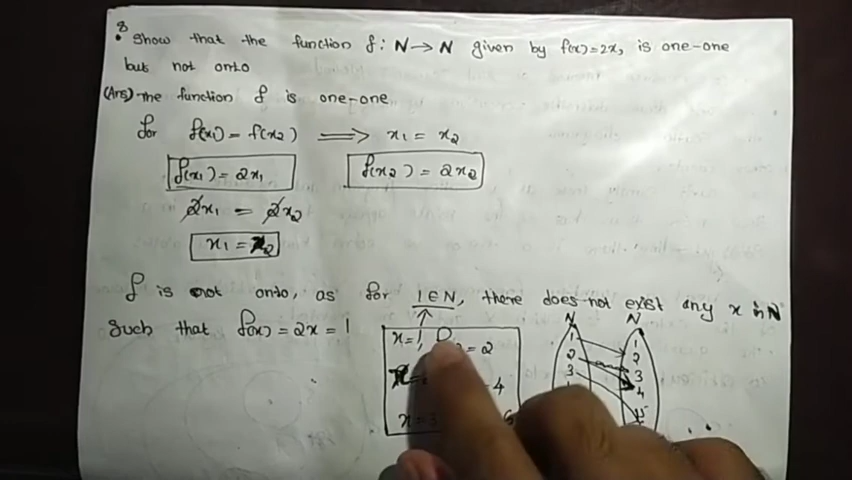 8. Show that the function f: N → N given by f(x) = 2x, is one-one
but not onto
(Ans) The function f is one-one
for f(x₁) = f(x₂) ⟹ x₁ = x₂
f(x₁) = 2x₁ f(x₂) = 2x₂
2x₁ = 2x₂
x₁ = x₂
f is not onto, as for 1 ∈ N, there does not exist any x in N
Such that f(x) = 2x = 1
x=1, = 2
4
x = 6
N N
1 1
2 2
3 3
4
5